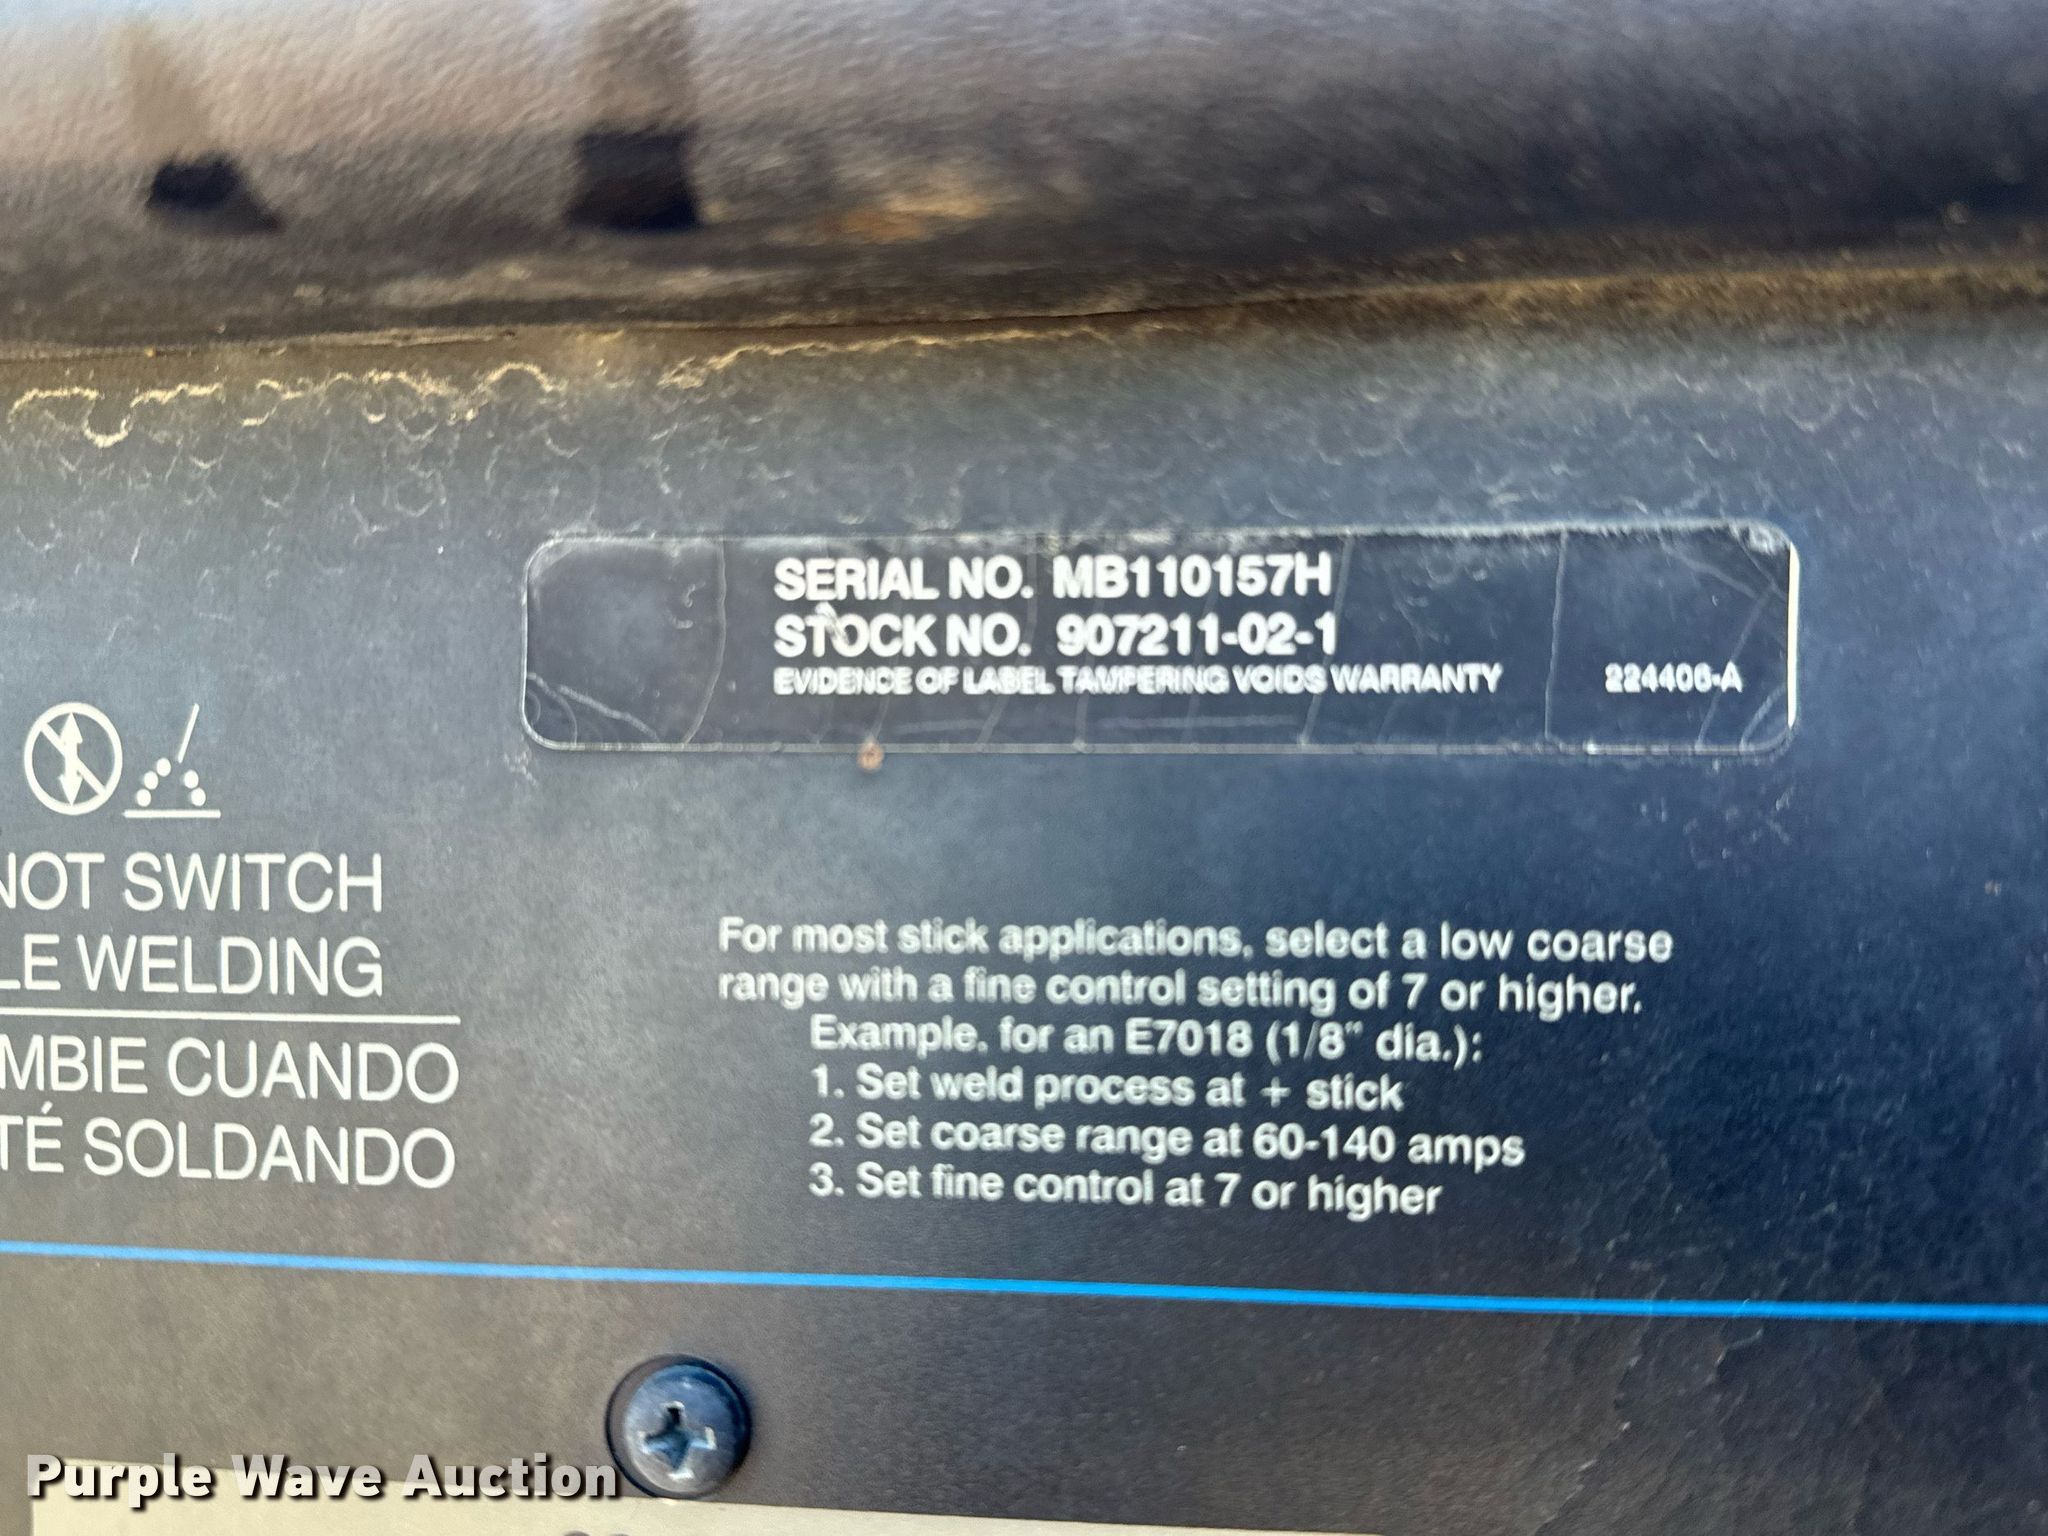 SERIAL NO. MB110157H
STOCK NO. 907211-02-1
EVIDENCE OF LABEL TAMPERING VOIDS WARRANTY 224406-A
NOT SWITCH
LE WELDING
MBIE CUANDO
TÉ SOLDANDO
For most stick applications, select a low coarse
range with a fine control setting of 7 or higher.
Example, for an E7018 (1/8" dia.):
1. Set weld process at + stick
2. Set coarse range at 60-140 amps
3. Set fine control at 7 or higher
Purple Wave Auction